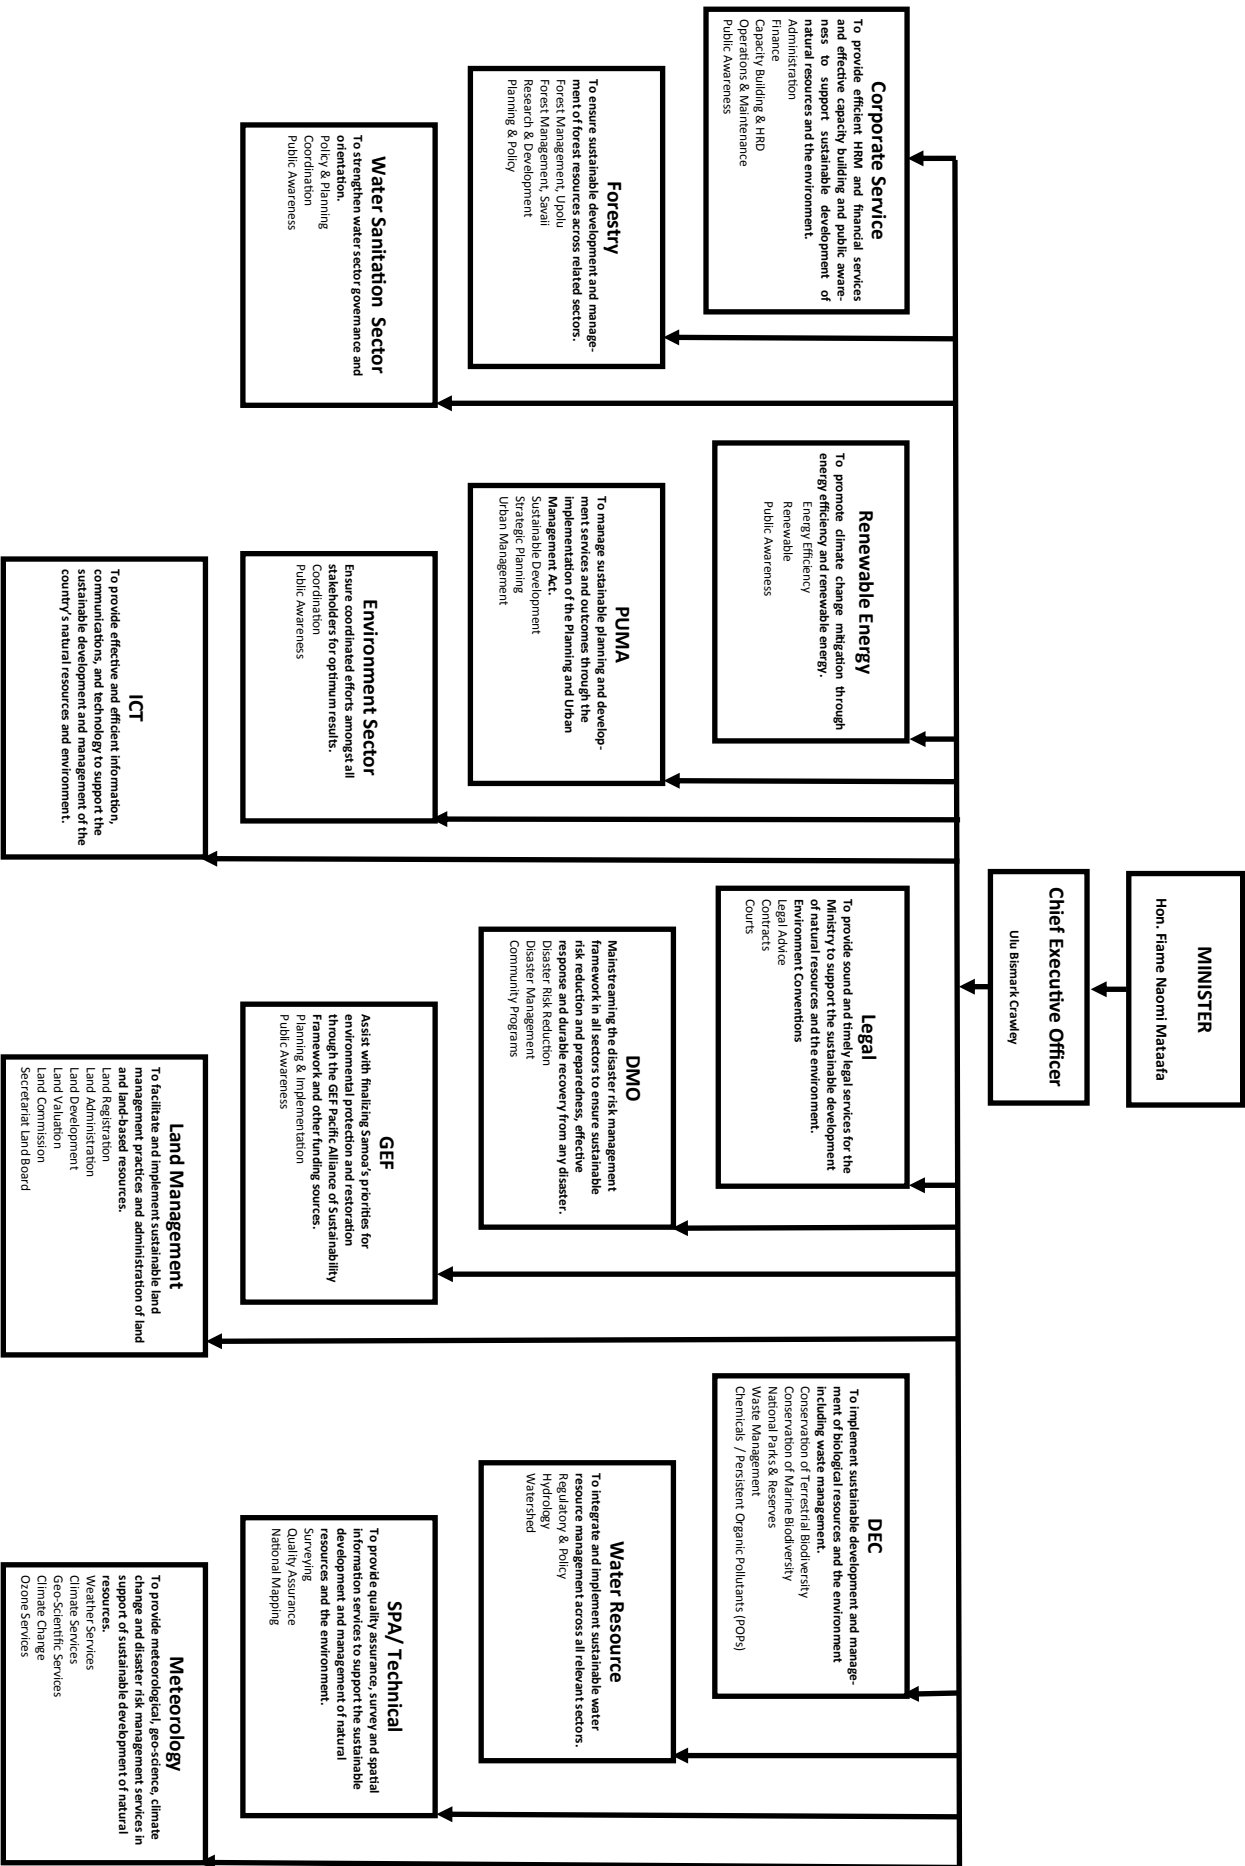 MINISTER
Hon. Fiame Naomi Mataafa
Chief Executive Officer
Ulu Bismark Crawley
Corporate Service
To provide efficient HRM and financial services
and effective capacity building and public aware-
ness to support sustainable development of
natural resources and the environment.
Administration
Finance
Capacity Building & HRD
Operations & Maintenance
Public Awareness
Renewable Energy
To promote climate change mitigation through
energy efficiency and renewable energy.
Energy Efficiency
Renewable
Public Awareness
Legal
To provide sound and timely legal services for the
Ministry to support the sustainable development
of natural resources and the environment.
Environment Conventions
Legal Advice
Contracts
Courts
DEC
To implement sustainable development and manage-
ment of biological resources and the environment
including waste management.
Conservation of Terrestrial Biodiversity
Conservation of Marine Biodiversity
National Parks & Reserves
Waste Management
Chemicals / Persistent Organic Pollutants (POPs)
Forestry
To ensure sustainable development and manage-
ment of forest resources across related sectors.
Forest Management, Upolu
Forest Management, Savaii
Research & Development
Planning & Policy
PUMA
To manage sustainable planning and develop-
ment services and outcomes through the
implementation of the Planning and Urban
Management Act.
Sustainable Development
Strategic Planning
Urban Management
DMO
Mainstreaming the disaster risk management
framework in all sectors to ensure sustainable
risk reduction and preparedness, effective
response and durable recovery from any disaster.
Disaster Risk Reduction
Disaster Management
Community Programs
Water Resource
To integrate and implement sustainable water
resource management across all relevant sectors.
Regulatory & Policy
Hydrology
Watershed
Water Sanitation Sector
To strengthen water sector governance and
orientation.
Policy & Planning
Coordination
Public Awareness
Environment Sector
Ensure coordinated efforts amongst all
stakeholders for optimum results.
Coordination
Public Awareness
GEF
Assist with finalizing Samoa's priorities for
environmental protection and restoration
through the GEF Pacific Alliance of Sustainability
Framework and other funding sources.
Planning & Implementation
Public Awareness
SPA/ Technical
To provide quality assurance, survey and spatial
information services to support the sustainable
development and management of natural
resources and the environment.
Surveying
Quality Assurance
National Mapping
ICT
To provide effective and efficient information,
communications, and technology to support the
sustainable development and management of the
country's natural resources and environment.
Land Management
To facilitate and implement sustainable land
management practices and administration of land
and land-based resources.
Land Registration
Land Administration
Land Development
Land Valuation
Land Commission
Secretariat Land Board
Meteorology
To provide meteorological, geo-science, climate
change and disaster risk management services in
support of sustainable development of natural
resources.
Weather Services
Climate Services
Geo-Scientific Services
Climate Change
Ozone Services